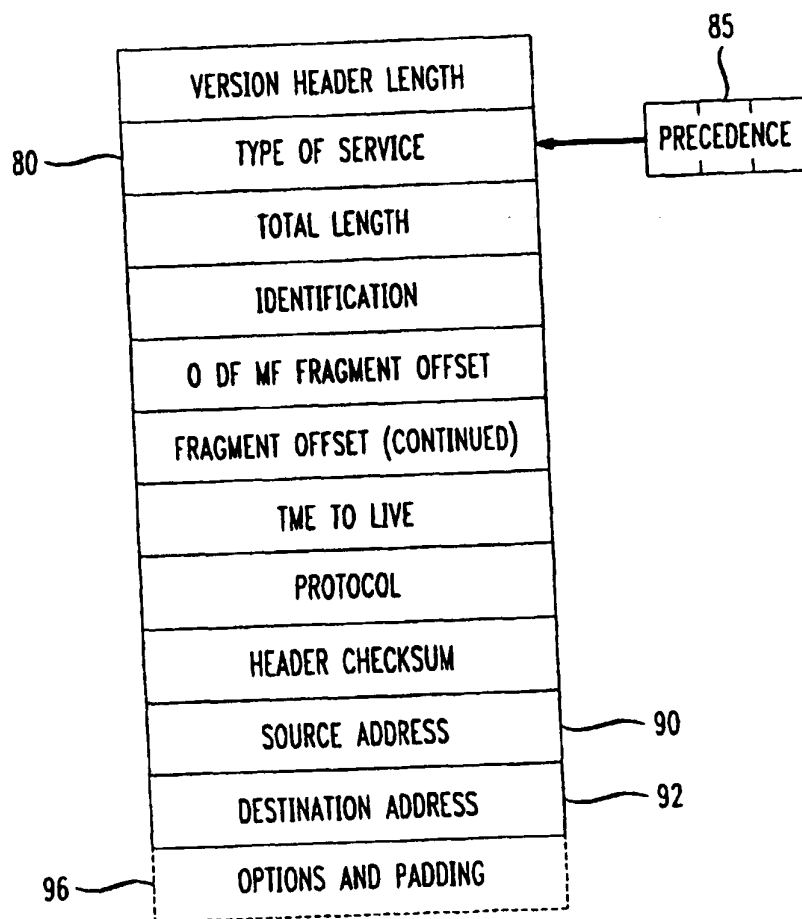 85
VERSION HEADER LENGTH
PRECEDENCE
80
TYPE OF SERVICE
TOTAL LENGTH
IDENTIFICATION
0 DF MF FRAGMENT OFFSET
FRAGMENT OFFSET (CONTINUED)
TME TO LIVE
PROTOCOL
HEADER CHECKSUM
SOURCE ADDRESS
90
DESTINATION ADDRESS
92
96
OPTIONS AND PADDING